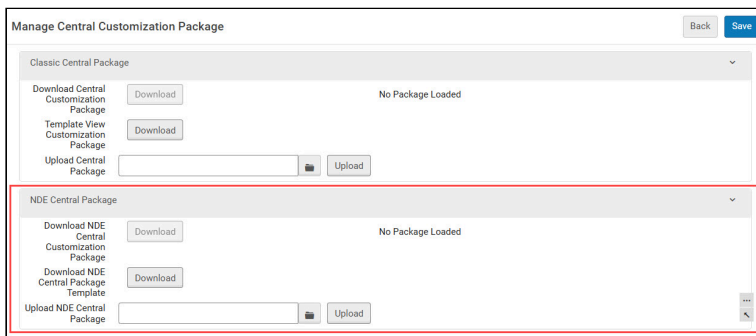 Manage Central Customization Package
Back
Save
Classic Central Package
Download Central
Customization
Package
Download
No Package Loaded
Template View
Customization
Package
Download
Upload Central
Package
Upload
NDE Central Package
Download NDE
Central
Customization
Package
Download
No Package Loaded
Download NDE
Central Package
Template
Download
Upload NDE Central
Package
Upload